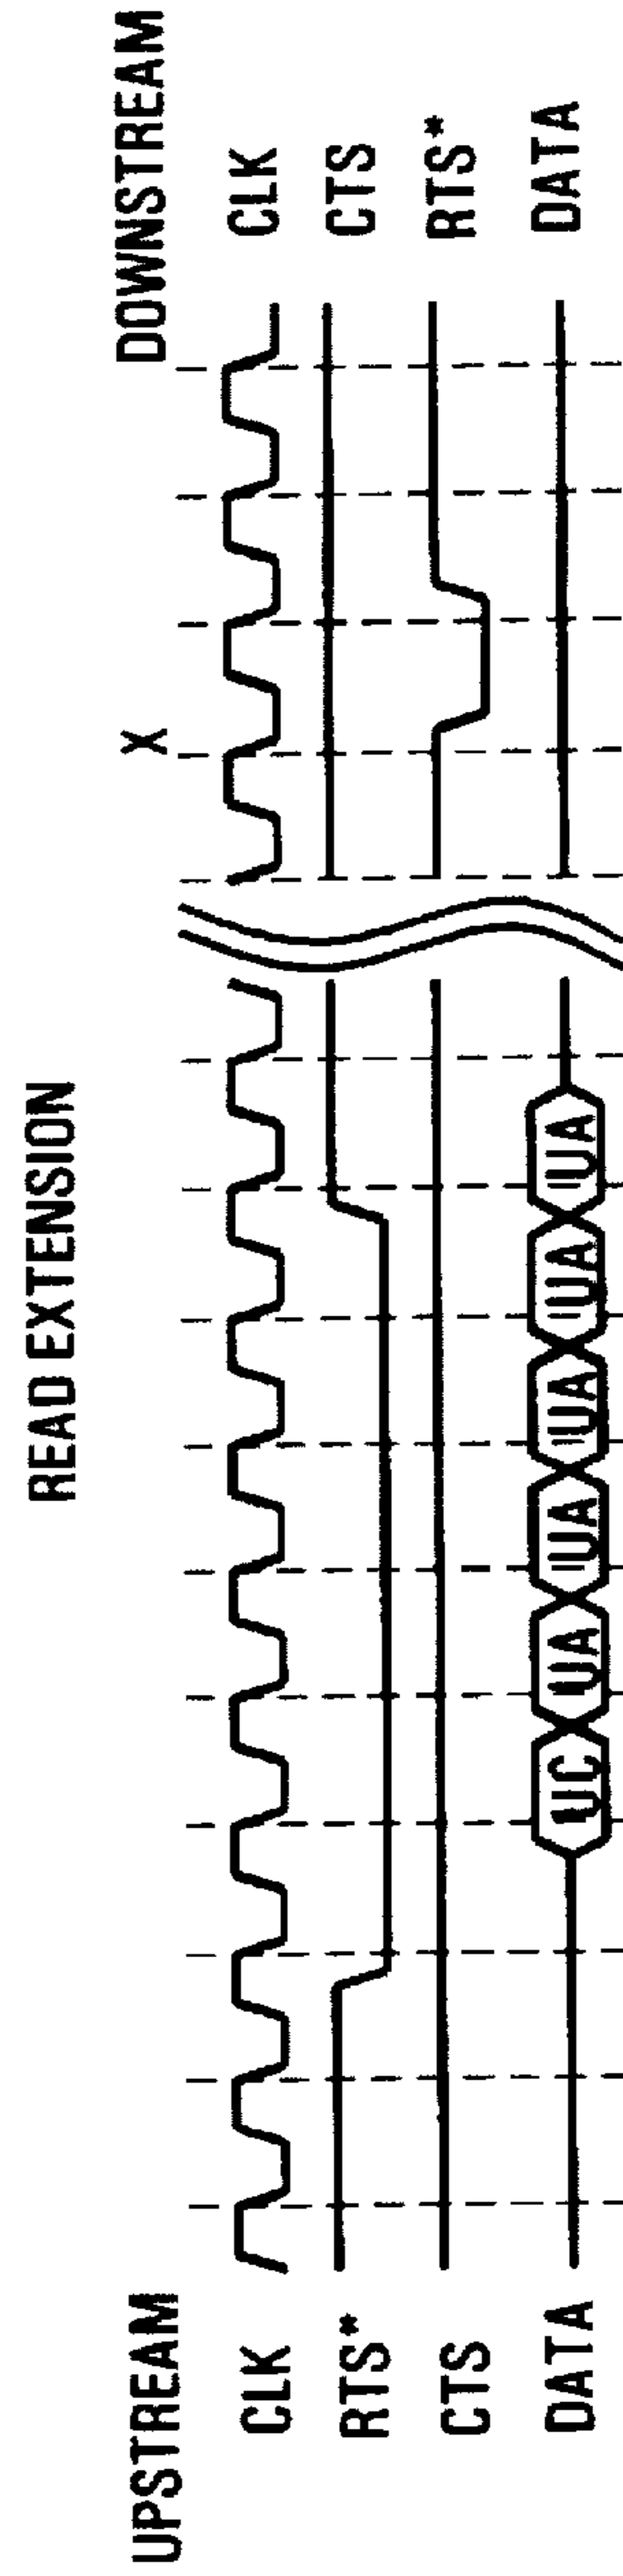 READ EXTENSION
UPSTREAM
DOWNSTREAM
X
CLK
CLK
RTS*
CTS
CTS
RTS*
DATA
UC UA UA UA UA UA
DATA